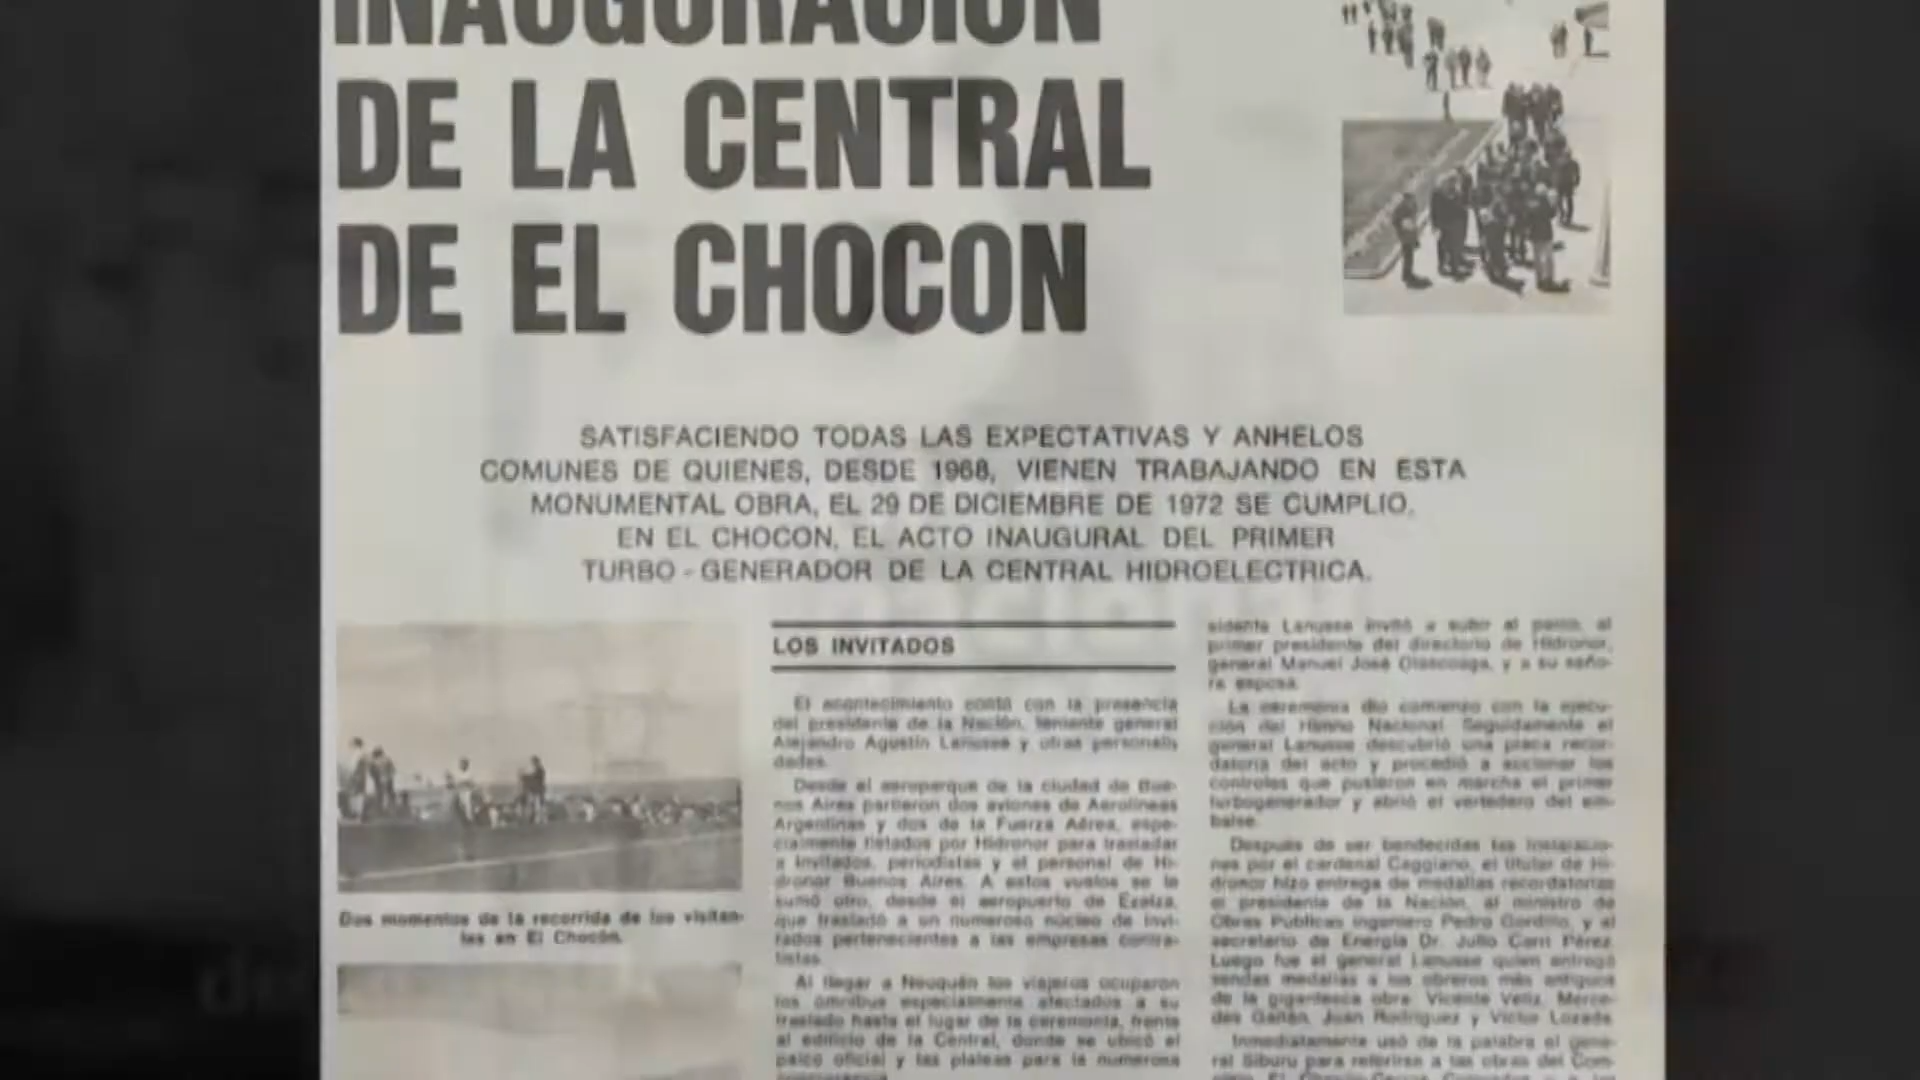 INAUGURACION
DE LA CENTRAL
DE EL CHOCON
SATISFACIENDO TODAS LAS EXPECTATIVAS Y ANHELOS
COMUNES DE QUIENES, DESDE 1968, VIENEN TRABAJANDO EN ESTA
MONUMENTAL OBRA, EL 29 DE DICIEMBRE DE 1972 SE CUMPLIO,
EN EL CHOCON, EL ACTO INAUGURAL DEL PRIMER
TURBO - GENERADOR DE LA CENTRAL HIDROELECTRICA.
Dos momentos de la recorrida de los visitan-
tes en El Chocón.
LOS INVITADOS
El acontecimiento contó con la presencia
del presidente de la Nación, teniente general
Alejandro Agustín Lanusse y otras personali
dades.
Desde el aeroparque de la ciudad de Bue-
nos Aires partieron dos aviones de Aerolíneas
Argentinas y dos de la Fuerza Aérea, espe-
cialmente fletados por Hidronor para trasladar
a invitados, periodistas y el personal de Hi-
dronor Buenos Aires. A estos vuelos se le
sumó otro, desde el aeropuerto de Ezeiza,
que trasladó a un numeroso núcleo de invi-
tados pertenecientes a las empresas contra-
tistas.
Al llegar a Neuquén los viajeros ocuparon
los ómnibus especialmente afectados a su
traslado hasta el lugar de la ceremonia, frente
al edificio de la Central, donde se ubicó el
palco oficial y las plateas para la numerosa
concurrencia
sidente Lanusse invitó a subir al palco, al
primer presidente del directorio de Hidronor,
general Manuel José Olascoaga, y a su seño-
ra esposa.
La ceremonia dio comienzo con la ejecu-
ción del Himno Nacional. Seguidamente el
general Lanusse descubrió una placa recor-
datoria del acto y procedió a accionar los
controles que pusieron en marcha el primer
turbogenerador y abrió el vertedero del em-
balse.
Después de ser bendecidas las instalacio-
nes por el cardenal Caggiano, el titular de Hi-
dronor hizo entrega de medallas recordatorias
al presidente de la Nación, al ministro de
Obras Públicas ingeniero Pedro Gordillo, y al
secretario de Energía Dr. Julio Pérez.
Luego fue el general Lanusse quien entregó
sendas medallas a los obreros más antiguos
de la gigantesca obra: Vicente Veliz, Merce-
des Gaitán, Juan Rodríguez y Víctor Lozada.
Inmediatamente usó de la palabra el gene-
ral Siburu para referirse a las obras del Com-